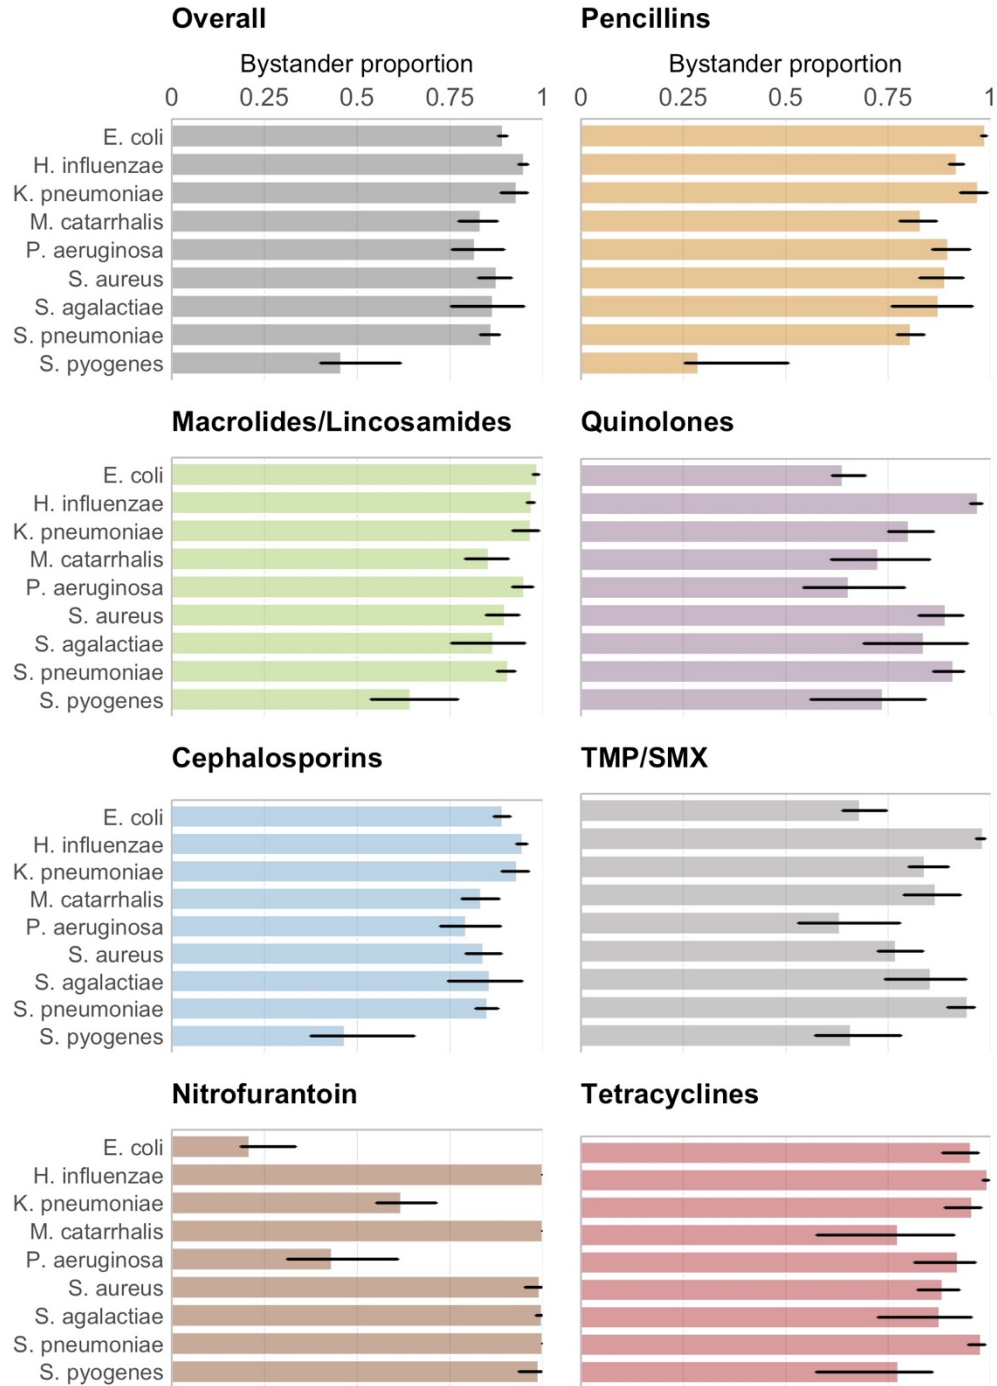 Overall
Pencillins
Bystander proportion
Bystander proportion
0 0.25 0.5 0.75 1
0 0.25 0.5 0.75 1
E. coli
H. influenzae
K. pneumoniae
M. catarrhalis
P. aeruginosa
S. aureus
S. agalactiae
S. pneumoniae
S. pyogenes
Macrolides/Lincosamides
Quinolones
E. coli
H. influenzae
K. pneumoniae
M. catarrhalis
P. aeruginosa
S. aureus
S. agalactiae
S. pneumoniae
S. pyogenes
Cephalosporins
TMP/SMX
E. coli
H. influenzae
K. pneumoniae
M. catarrhalis
P. aeruginosa
S. aureus
S. agalactiae
S. pneumoniae
S. pyogenes
Nitrofurantoin
Tetracyclines
E. coli
H. influenzae
K. pneumoniae
M. catarrhalis
P. aeruginosa
S. aureus
S. agalactiae
S. pneumoniae
S. pyogenes